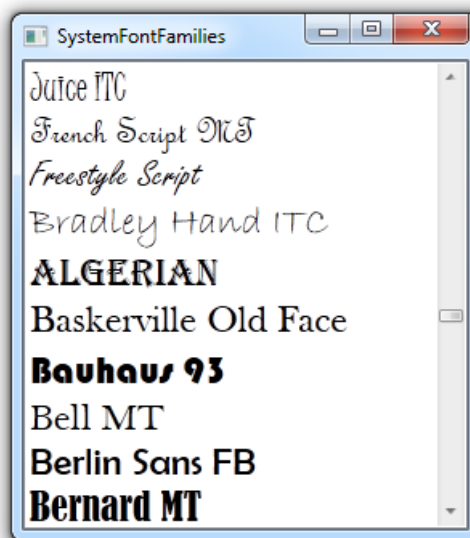 SystemFontFamilies
Juice ITC
French Script MT
Freestyle Script
Bradley Hand ITC
ALGERIAN
Baskerville Old Face
Bauhaus 93
Bell MT
Berlin Sans FB
Bernard MT